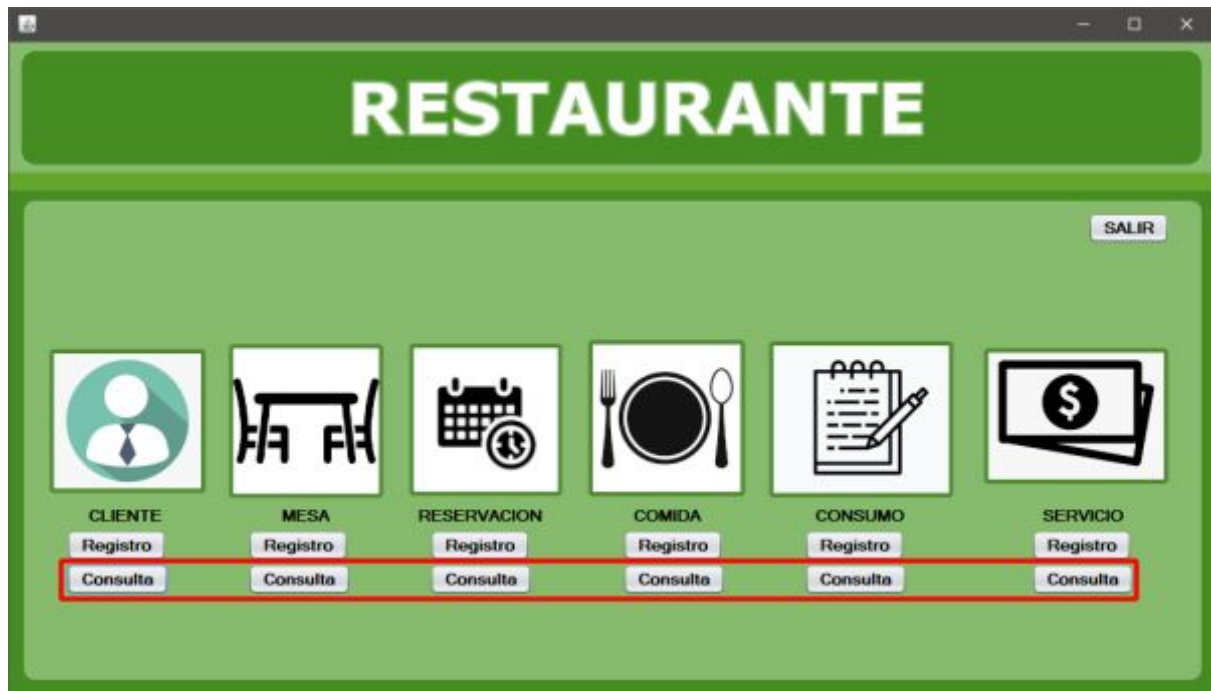 RESTAURANTE
SALIR
CLIENTE MESA RESERVACION COMIDA CONSUMO SERVICIO
Registro Registro Registro Registro Registro Registro
Consulta Consulta Consulta Consulta Consulta Consulta